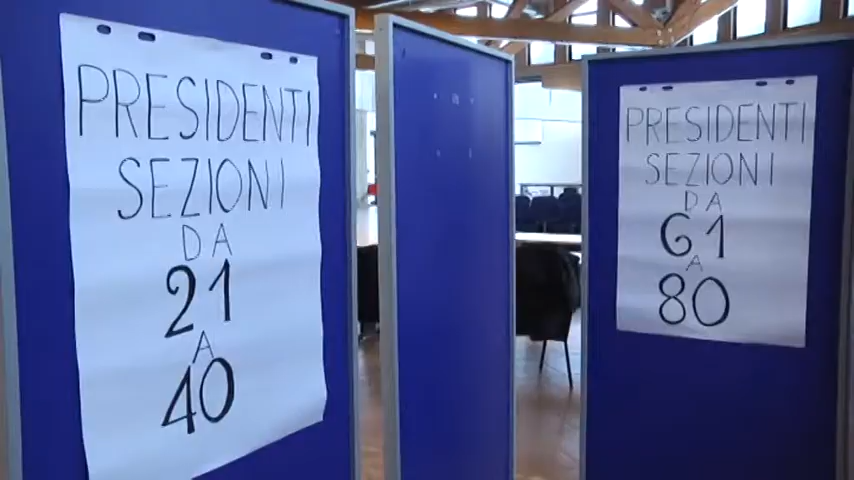 PRESIDENTI
SEZIONI
DA
21
A
40
PRESIDENTI
SEZIONI
DA
61
A
80